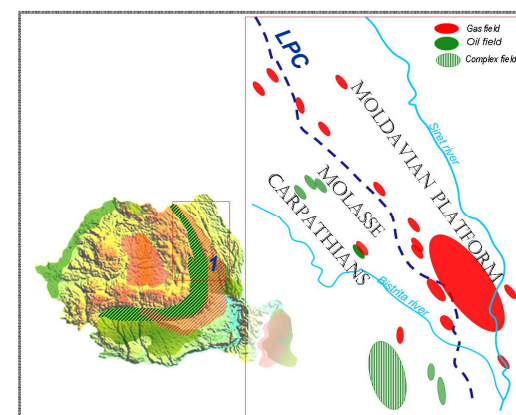 Gas field
Oil field
Complex field
LPC
MOLDAVIAN PLATFORM
Siret river
MOLASSE
CARPATHIANS
Bistrita river
1